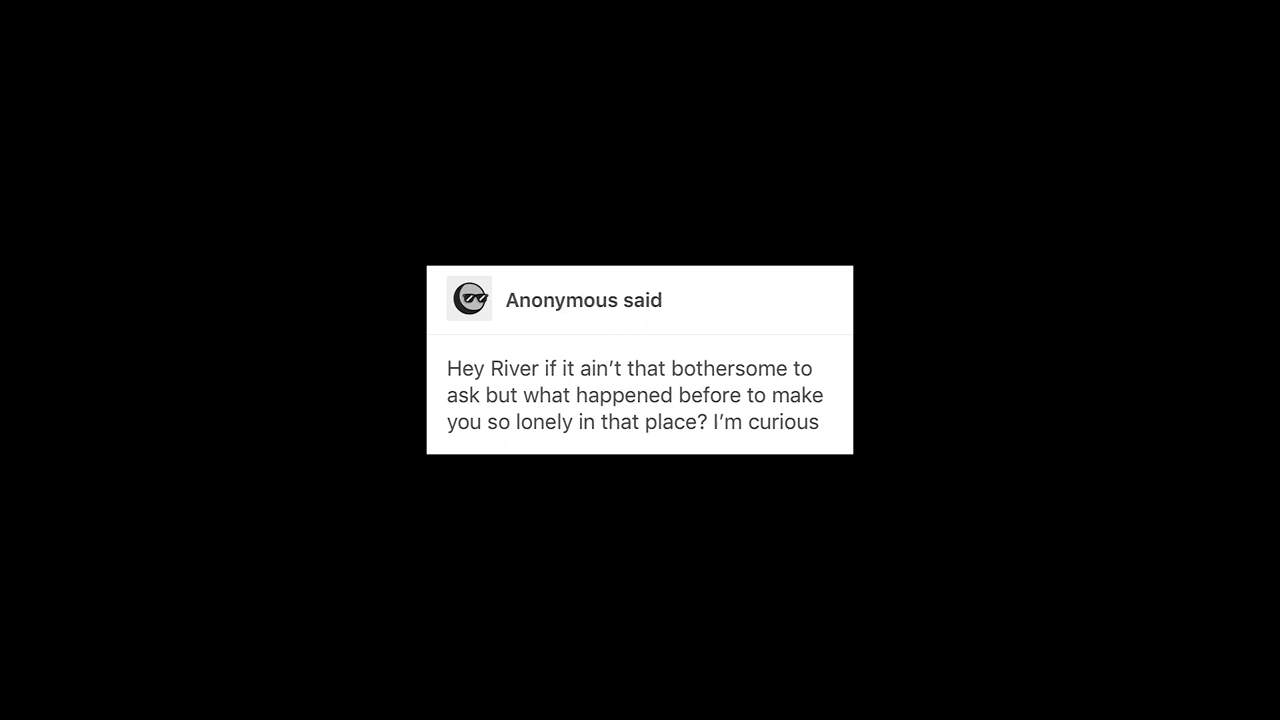 Anonymous said
Hey River if it ain’t that bothersome to
ask but what happened before to make
you so lonely in that place? I’m curious